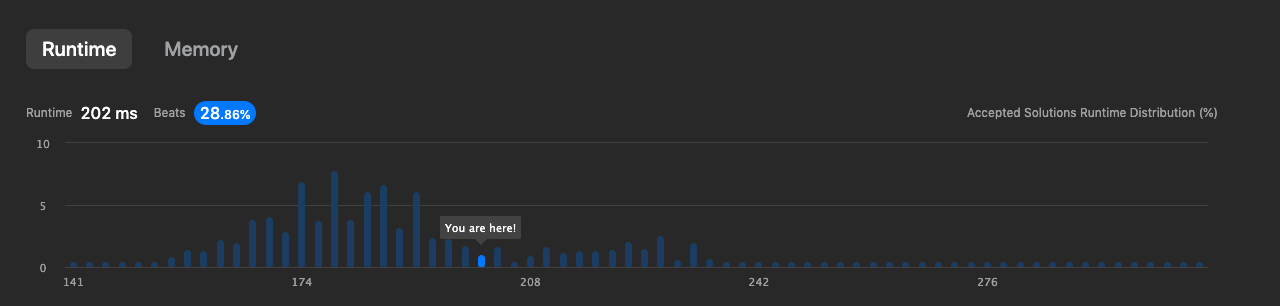 Runtime Memory
Runtime 202 ms Beats 28.86% Accepted Solutions Runtime Distribution (%)
10
5
You are here!
0
141 174 208 242 276